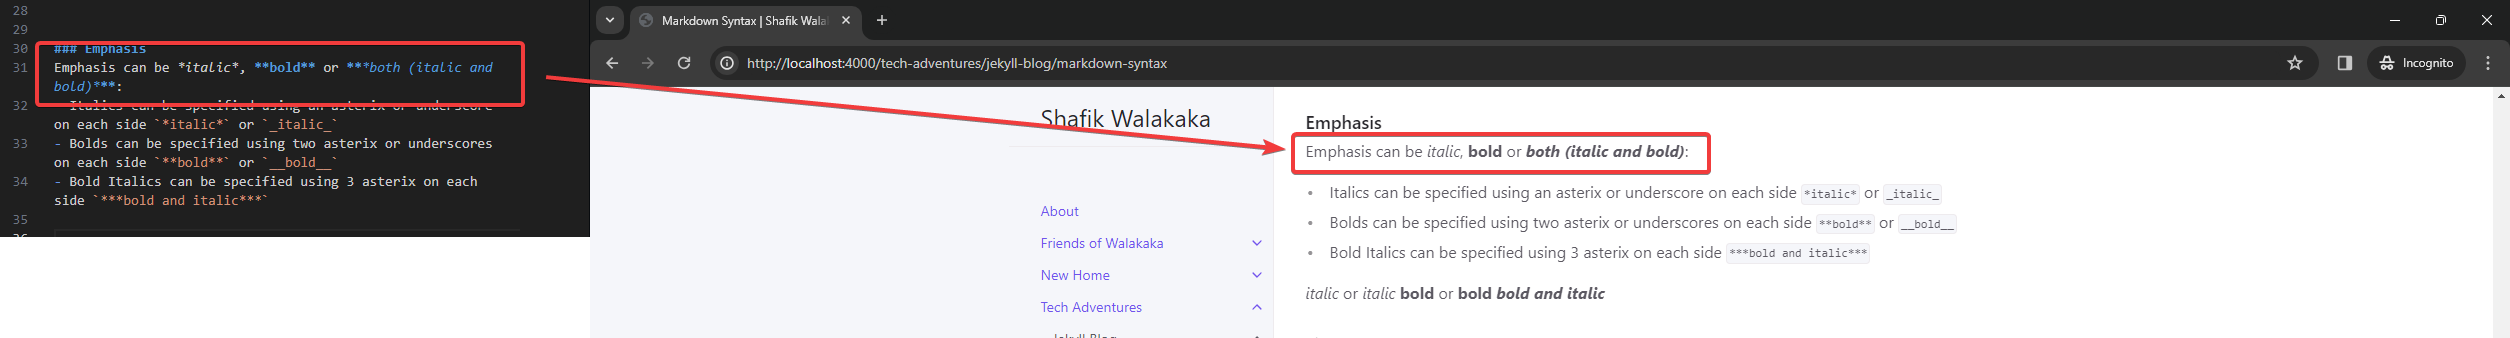 28
29
30 ### Emphasis
31 Emphasis can be *italic*, **bold** or ***both (italic and
bold)***:
32 - Italics can be specified using an asterix or underscore
on each side `*italic*` or `_italic_`
33 - Bolds can be specified using two asterix or underscores
on each side `**bold**` or `__bold__`
34 - Bold Italics can be specified using 3 asterix on each
side `***bold and italic***`
35
36
Markdown Syntax | Shafik Wala
http://localhost:4000/tech-adventures/jekyll-blog/markdown-syntax
Incognito
Shafik Walakaka
About
Friends of Walakaka
New Home
Tech Adventures
Jekyll Blog
Emphasis
Emphasis can be italic, bold or both (italic and bold):
• Italics can be specified using an asterix or underscore on each side *italic* or _italic_
• Bolds can be specified using two asterix or underscores on each side **bold** or __bold__
• Bold Italics can be specified using 3 asterix on each side ***bold and italic***
italic or italic bold or bold bold and italic